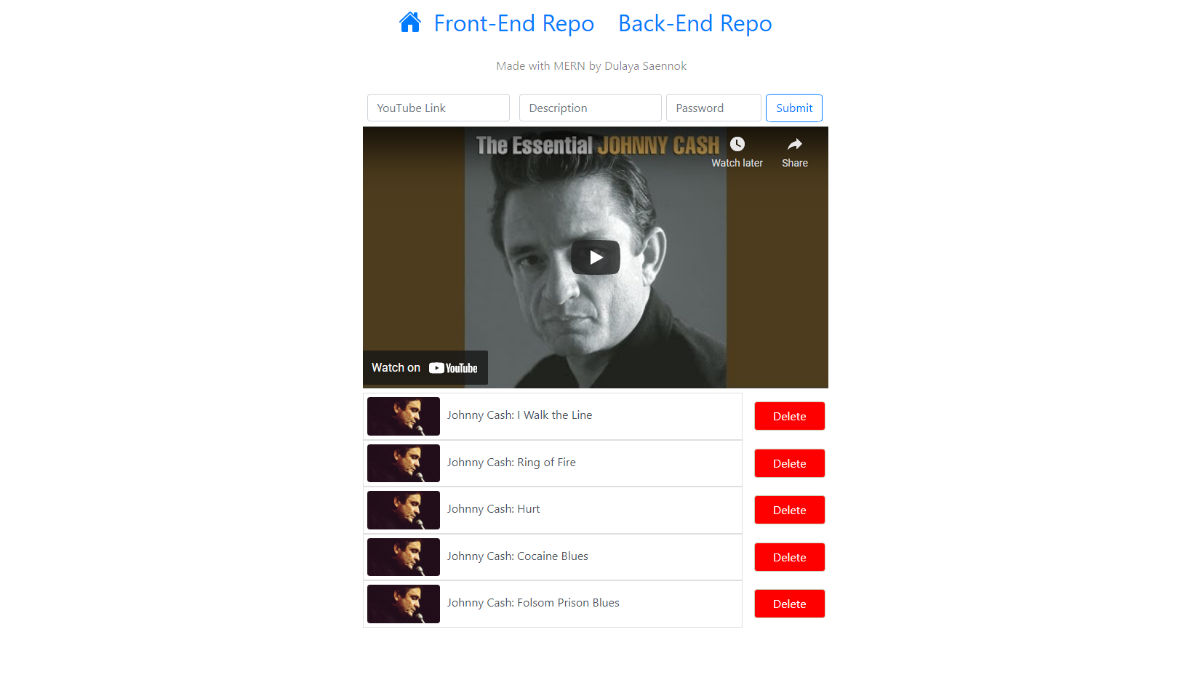 Front-End Repo Back-End Repo
Made with MERN by Dulaya Saennok
YouTube Link Description Password Submit
The Essential JOHNNY CASH
Watch later Share
Watch on YouTube
Johnny Cash: I Walk the Line Delete
Johnny Cash: Ring of Fire Delete
Johnny Cash: Hurt Delete
Johnny Cash: Cocaine Blues Delete
Johnny Cash: Folsom Prison Blues Delete